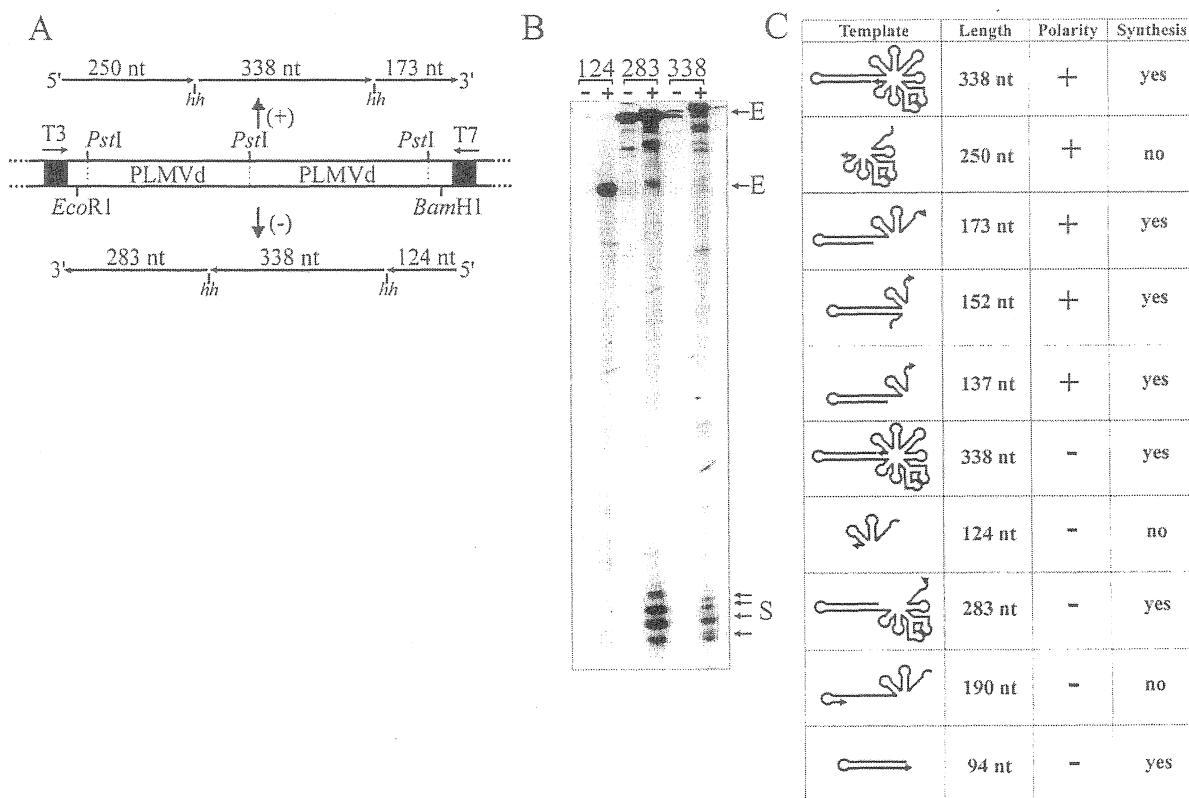 A
250 nt 338 nt 173 nt
5' 3'
hh hh
(+)
T3 PstI PstI PstI T7
PLMVd PLMVd
EcoR1 BamH1
(-)
283 nt 338 nt 124 nt
3' 5'
hh hh
B
124 283 338
- + - + - +
E
E
S
C
Template Length Polarity Synthesis
338 nt + yes
250 nt + no
173 nt + yes
152 nt + yes
137 nt + yes
338 nt - yes
124 nt - no
283 nt - yes
190 nt - no
94 nt - yes